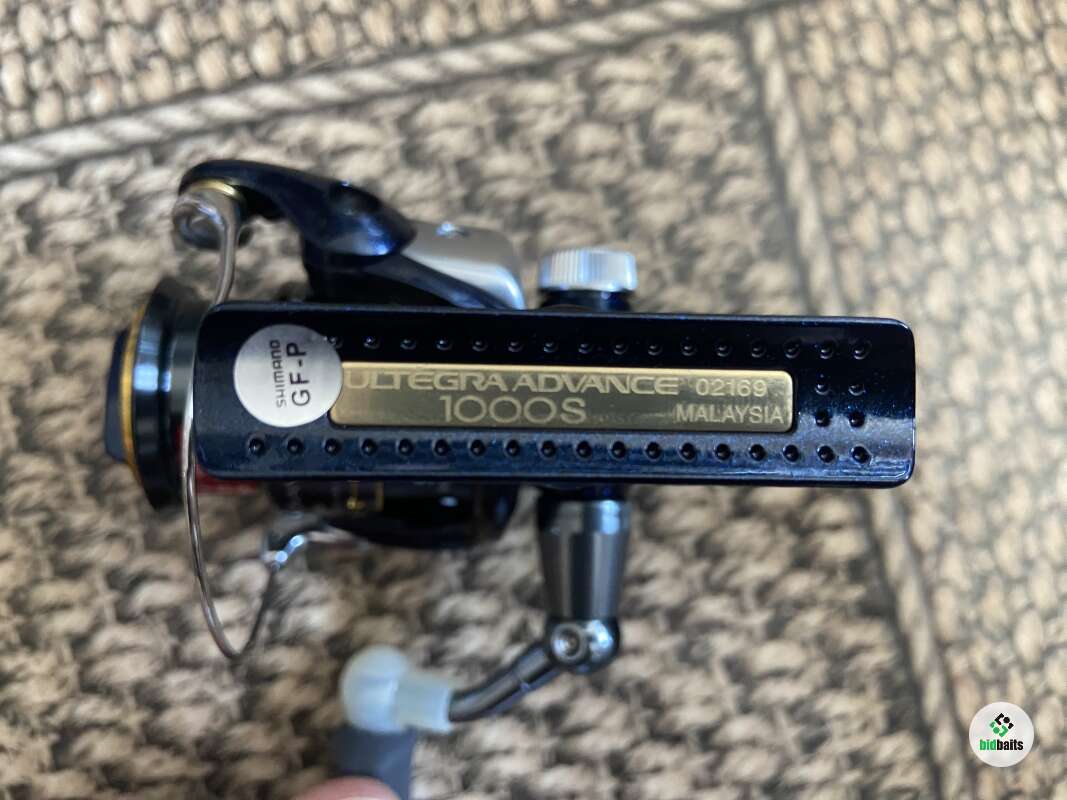 SHIMANO
GF-P
ULTEGRA ADVANCE 02169
1000S MALAYSIA
bidbaits